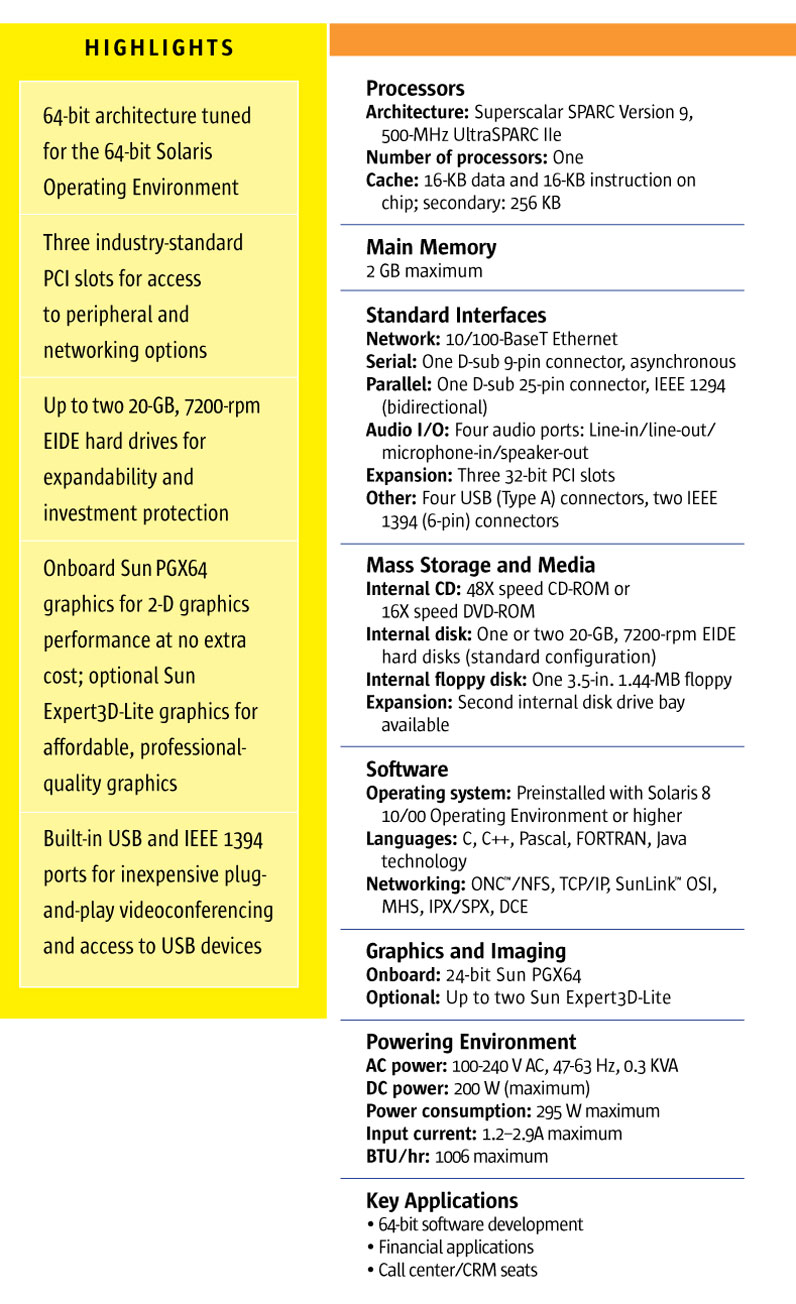 HIGHLIGHTS
64-bit architecture tuned
for the 64-bit Solaris
Operating Environment
Three industry-standard
PCI slots for access
to peripheral and
networking options
Up to two 20-GB, 7200-rpm
EIDE hard drives for
expandability and
investment protection
Onboard Sun PGX64
graphics for 2-D graphics
performance at no extra
cost; optional Sun
Expert3D-Lite graphics for
affordable, professional-
quality graphics
Built-in USB and IEEE 1394
ports for inexpensive plug-
and-play videoconferencing
and access to USB devices
Processors
Architecture: Superscalar SPARC Version 9,
500-MHz UltraSPARC IIe
Number of processors: One
Cache: 16-KB data and 16-KB instruction on
chip; secondary: 256 KB
Main Memory
2 GB maximum
Standard Interfaces
Network: 10/100-BaseT Ethernet
Serial: One D-sub 9-pin connector, asynchronous
Parallel: One D-sub 25-pin connector, IEEE 1294
(bidirectional)
Audio I/O: Four audio ports: Line-in/line-out/
microphone-in/speaker-out
Expansion: Three 32-bit PCI slots
Other: Four USB (Type A) connectors, two IEEE
1394 (6-pin) connectors
Mass Storage and Media
Internal CD: 48X speed CD-ROM or
16X speed DVD-ROM
Internal disk: One or two 20-GB, 7200-rpm EIDE
hard disks (standard configuration)
Internal floppy disk: One 3.5-in. 1.44-MB floppy
Expansion: Second internal disk drive bay
available
Software
Operating system: Preinstalled with Solaris 8
10/00 Operating Environment or higher
Languages: C, C++, Pascal, FORTRAN, Java
technology
Networking: ONC™/NFS, TCP/IP, SunLink™ OSI,
MHS, IPX/SPX, DCE
Graphics and Imaging
Onboard: 24-bit Sun PGX64
Optional: Up to two Sun Expert3D-Lite
Powering Environment
AC power: 100-240 V AC, 47-63 Hz, 0.3 KVA
DC power: 200 W (maximum)
Power consumption: 295 W maximum
Input current: 1.2–2.9A maximum
BTU/hr: 1006 maximum
Key Applications
• 64-bit software development
• Financial applications
• Call center/CRM seats